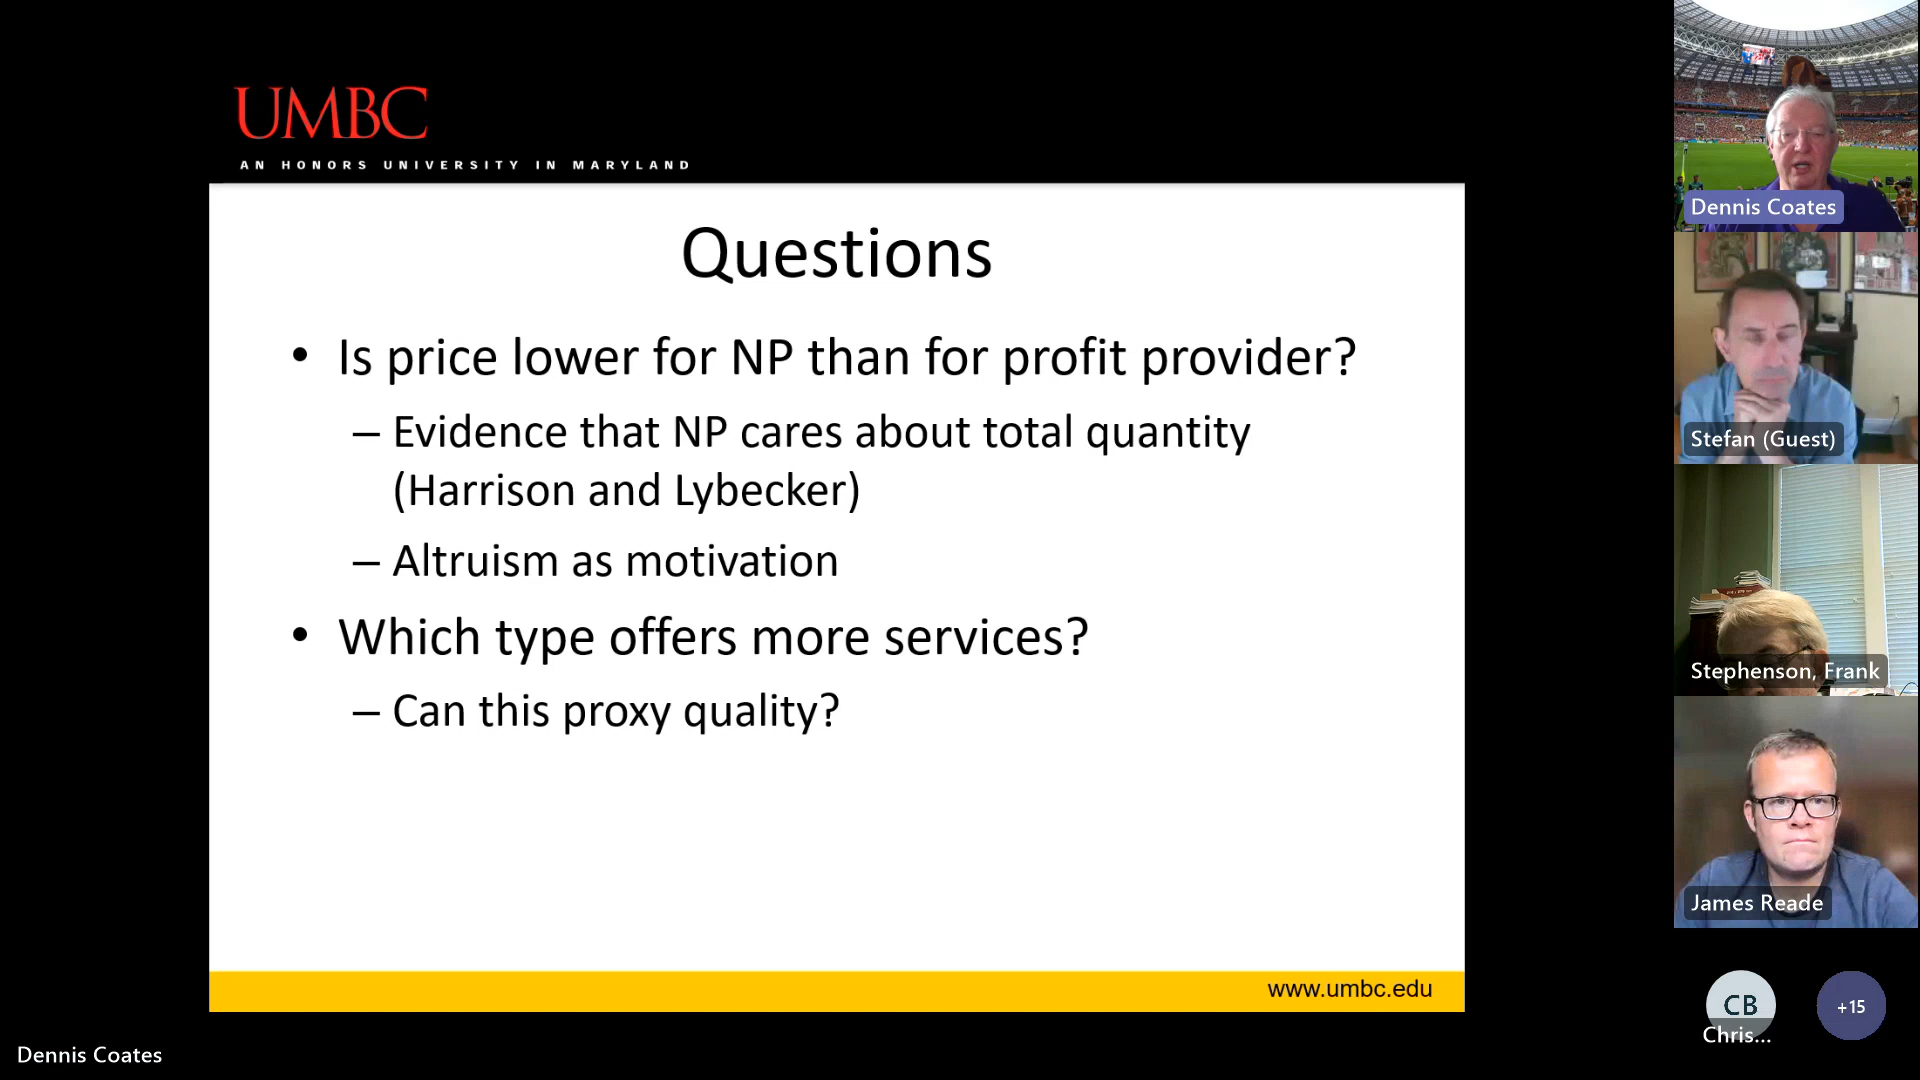 UMBC
AN HONORS UNIVERSITY IN MARYLAND
Questions
• Is price lower for NP than for profit provider?
– Evidence that NP cares about total quantity
(Harrison and Lybecker)
– Altruism as motivation
• Which type offers more services?
– Can this proxy quality?
www.umbc.edu
Dennis Coates
Dennis Coates
Stefan (Guest)
Stephenson, Frank
James Reade
CB
Chris...
+15